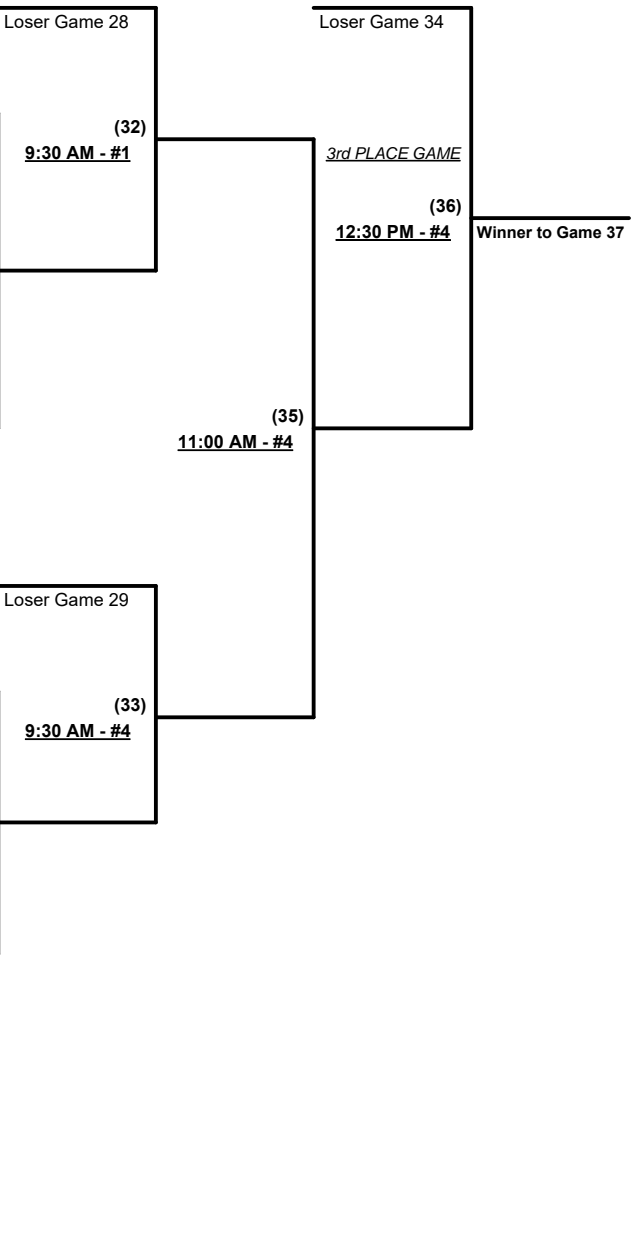 Loser Game 28
Loser Game 34
(32)
9:30 AM - #1
3rd PLACE GAME
(36)
12:30 PM - #4
Winner to Game 37
(35)
11:00 AM - #4
Loser Game 29
(33)
9:30 AM - #4